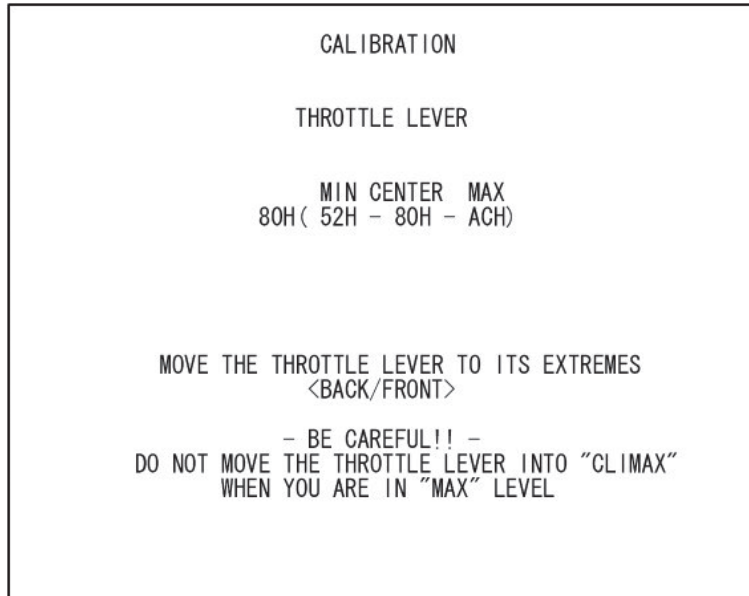 CALIBRATION
THROTTLE LEVER
MIN CENTER MAX
80H( 52H - 80H - ACH)
MOVE THE THROTTLE LEVER TO ITS EXTREMES
<BACK/FRONT>
- BE CAREFUL!! -
DO NOT MOVE THE THROTTLE LEVER INTO "CLIMAX"
WHEN YOU ARE IN "MAX" LEVEL